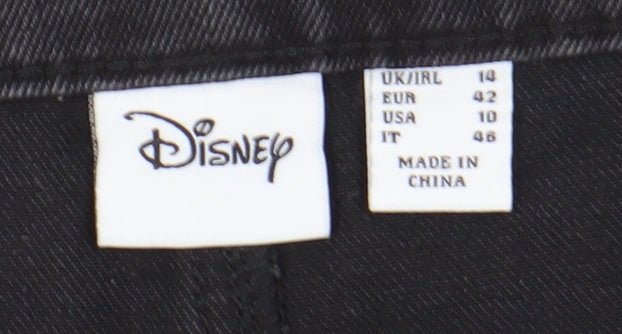 Disney
UK/IRL 14
EUR 42
USA 10
IT 46
MADE IN
CHINA